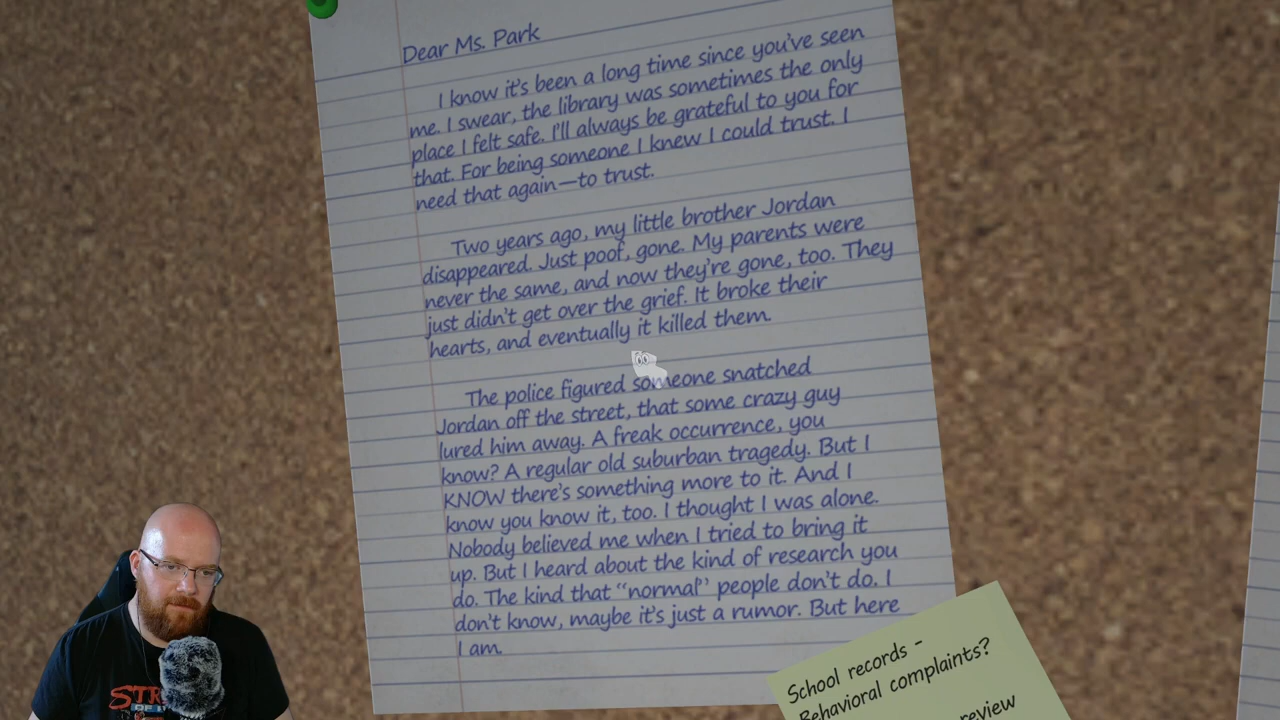 Dear Ms. Park
I know it's been a long time since you've seen
me. I swear, the library was sometimes the only
place I felt safe. I'll always be grateful to you for
that. For being someone I knew I could trust. I
need that again—to trust.
Two years ago, my little brother Jordan
disappeared. Just poof, gone. My parents were
never the same, and now they're gone, too. They
just didn't get over the grief. It broke their
hearts, and eventually it killed them.
The police figured someone snatched
Jordan off the street, that some crazy guy
lured him away. A freak occurrence, you
know? A regular old suburban tragedy. But I
KNOW there's something more to it. And I
know you know it, too. I thought I was alone.
Nobody believed me when I tried to bring it
up. But I heard about the kind of research you
do. The kind that "normal" people don't do. I
don't know, maybe it's just a rumor. But here
I am.
School records -
Behavioral complaints?
review
STR
OF